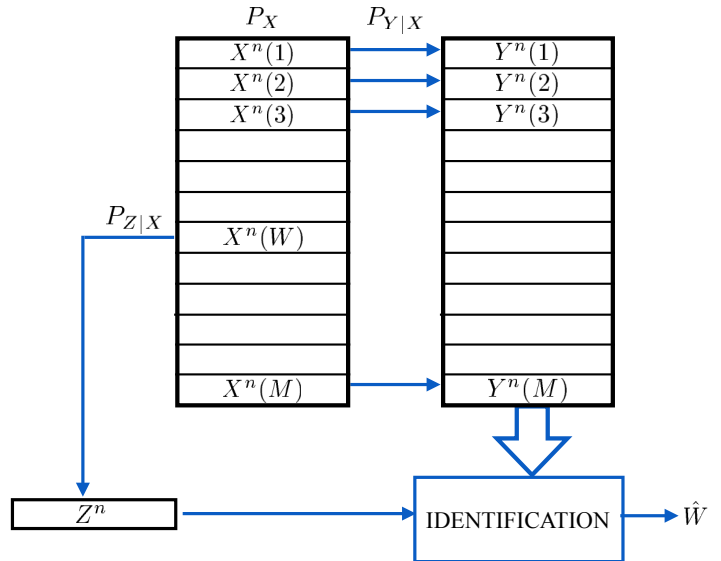 P_X P_{Y|X}
X^n(1) Y^n(1)
X^n(2) Y^n(2)
X^n(3) Y^n(3)
P_{Z|X}
X^n(W)
X^n(M) Y^n(M)
Z^n IDENTIFICATION Ŵ